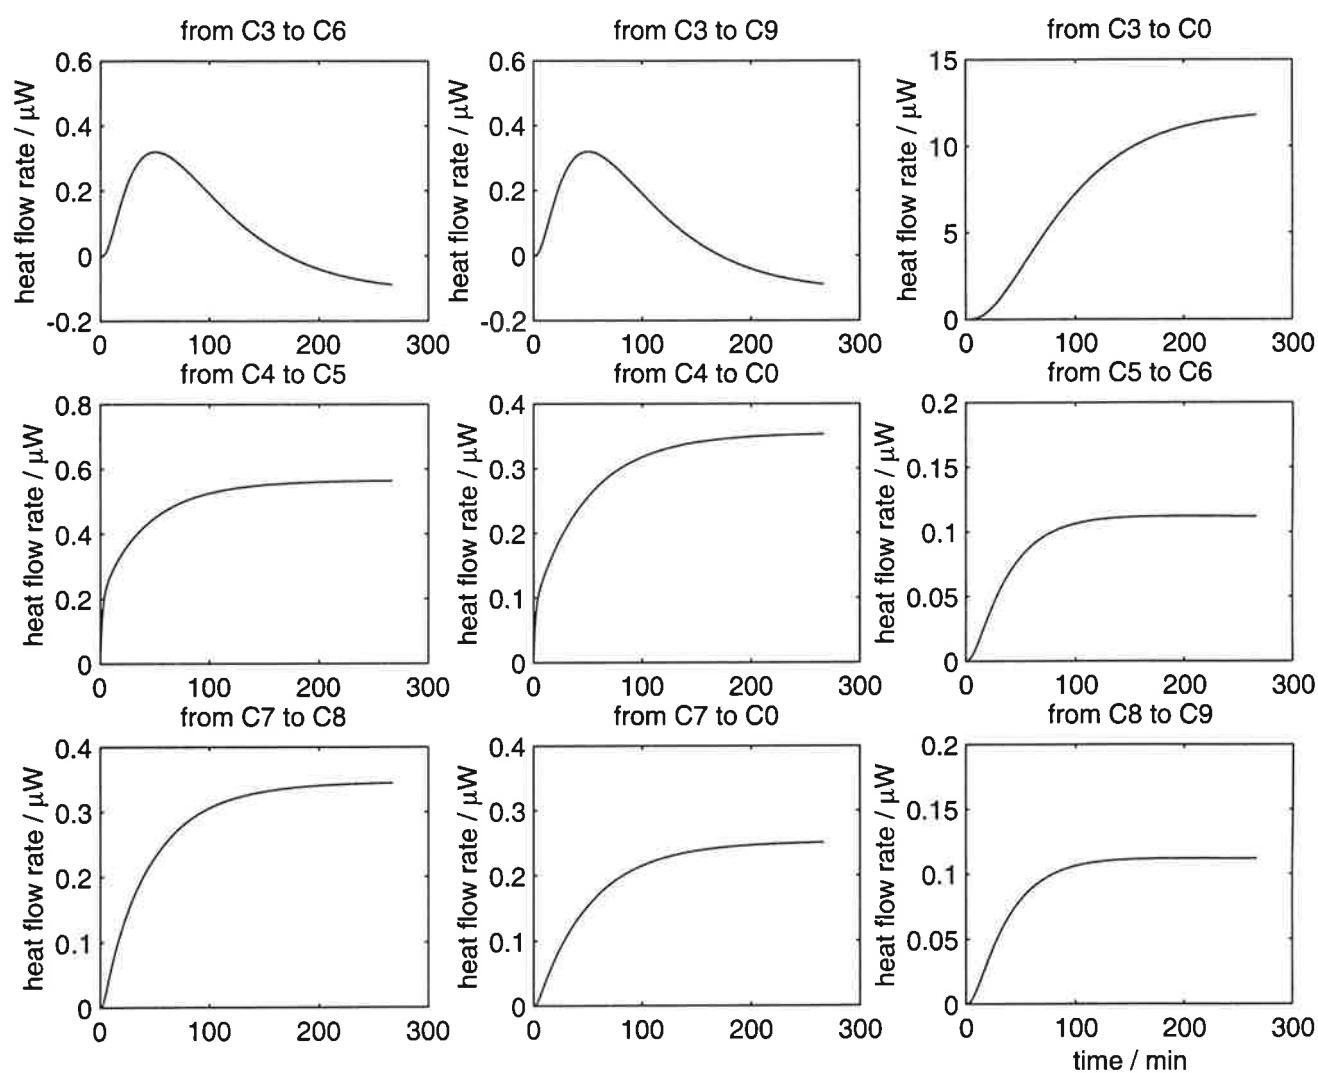 from C3 to C6
heat flow rate / μW
0.6
0.4
0.2
0
-0.2
0 100 200 300
from C3 to C9
heat flow rate / μW
0.6
0.4
0.2
0
-0.2
0 100 200 300
from C3 to C0
heat flow rate / μW
15
10
5
0
0 100 200 300
from C4 to C5
heat flow rate / μW
0.8
0.6
0.4
0.2
0
0 100 200 300
from C4 to C0
heat flow rate / μW
0.4
0.3
0.2
0.1
0
0 100 200 300
from C5 to C6
heat flow rate / μW
0.2
0.15
0.1
0.05
0
0 100 200 300
from C7 to C8
heat flow rate / μW
0.4
0.3
0.2
0.1
0
0 100 200 300
from C7 to C0
heat flow rate / μW
0.4
0.3
0.2
0.1
0
0 100 200 300
from C8 to C9
heat flow rate / μW
0.2
0.15
0.1
0.05
0
0 100 200 300
time / min